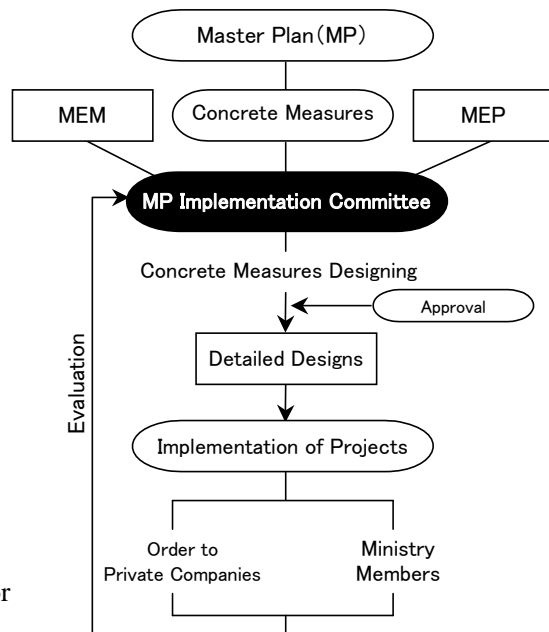 Master Plan(MP)
MEM
Concrete Measures
MEP
MP Implementation Committee
Concrete Measures Designing
Approval
Detailed Designs
Evaluation
Implementation of Projects
Order to
Private Companies
Ministry
Members